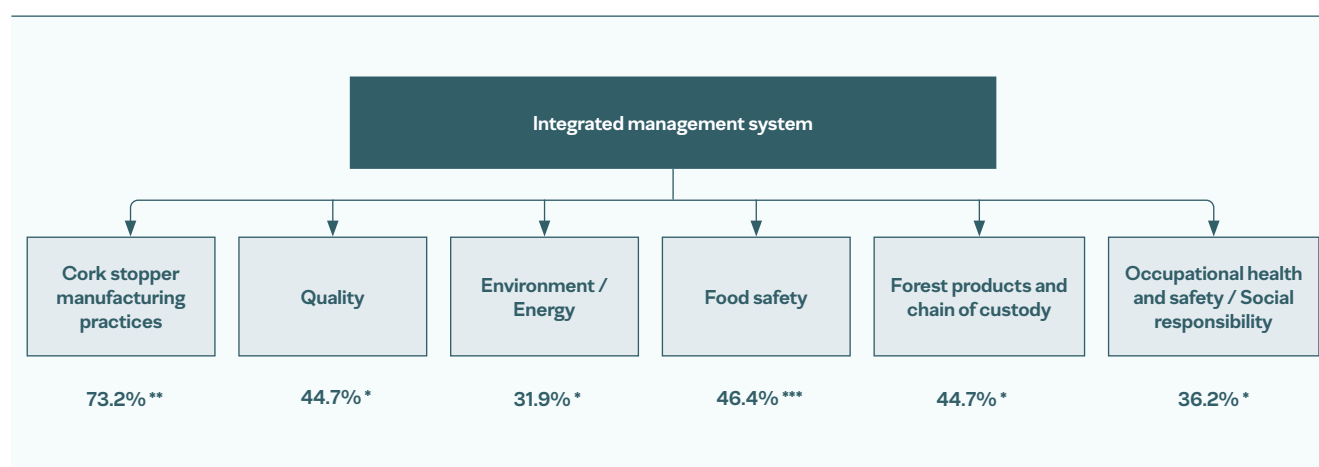 Integrated management system
Cork stopper
manufacturing
practices
Quality
Environment /
Energy
Food safety
Forest products and
chain of custody
Occupational health
and safety / Social
responsibility
73.2% **
44.7% *
31.9% *
46.4% ***
44.7% *
36.2% *